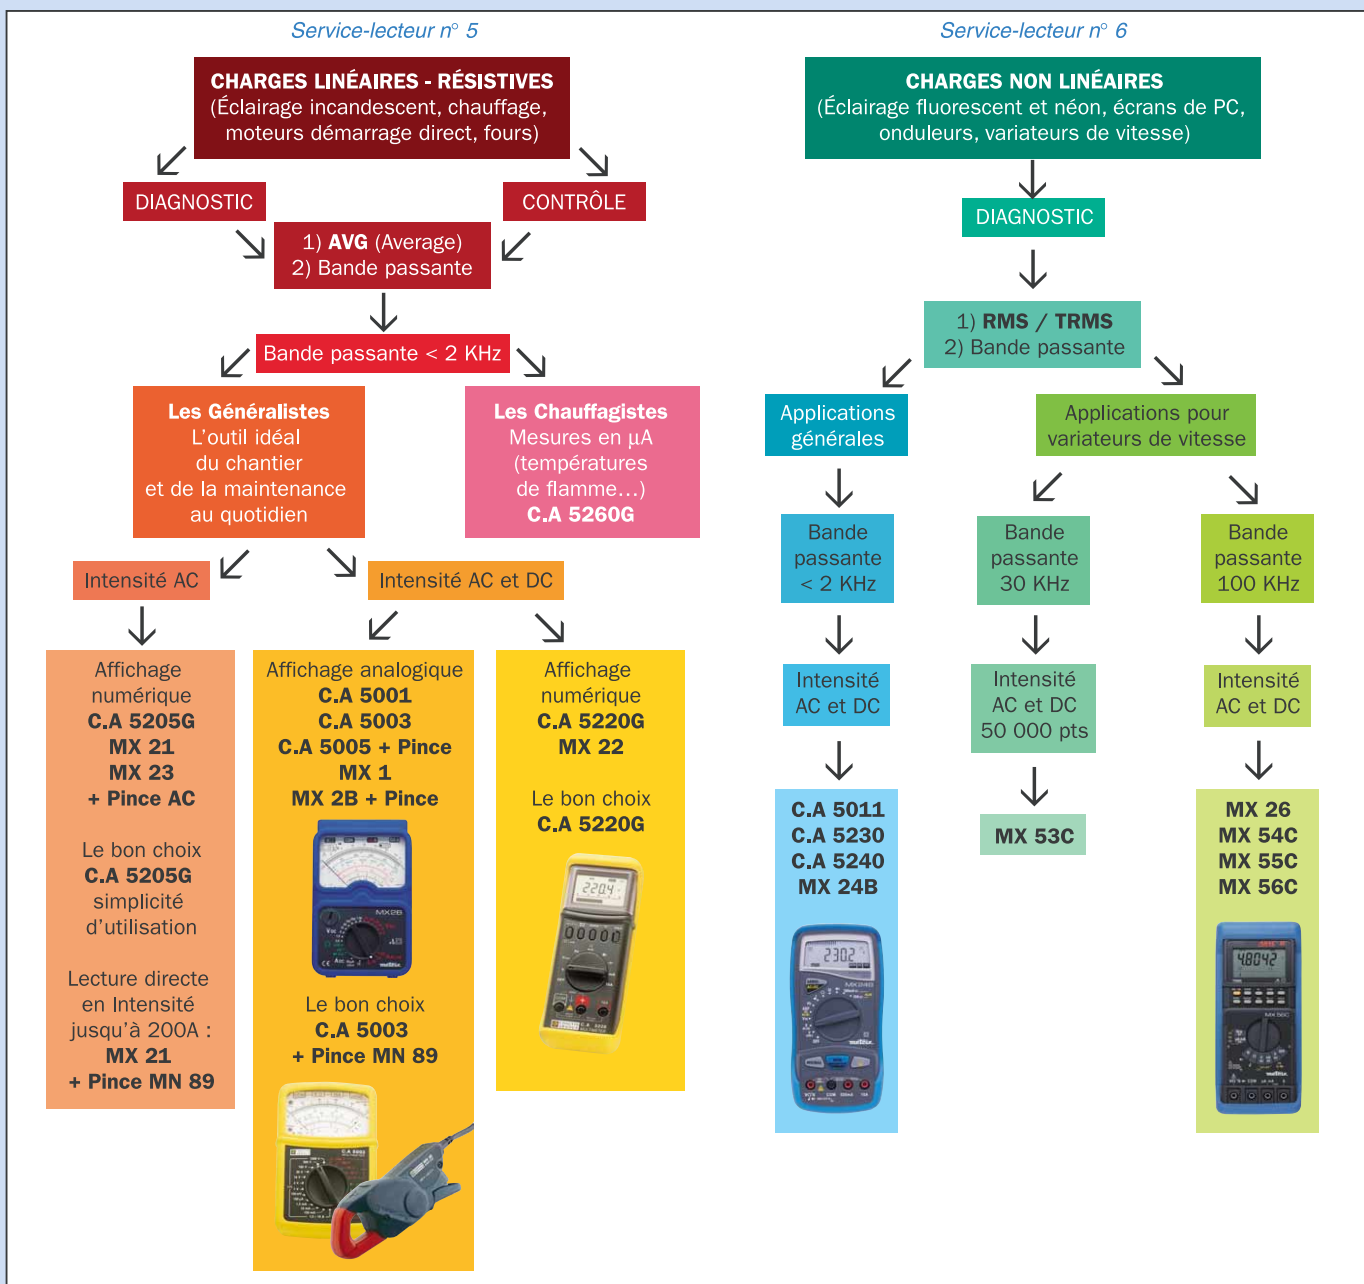 Service-lecteur n° 5
CHARGES LINÉAIRES - RÉSISTIVES
(Éclairage incandescent, chauffage,
moteurs démarrage direct, fours)
DIAGNOSTIC
CONTRÔLE
1) AVG (Average)
2) Bande passante
Bande passante < 2 KHz
Les Généralistes
L'outil idéal
du chantier
et de la maintenance
au quotidien
Les Chauffagistes
Mesures en µA
(températures
de flamme...)
C.A 5260G
Intensité AC
Intensité AC et DC
Affichage
numérique
C.A 5205G
MX 21
MX 23
+ Pince AC
Le bon choix
C.A 5205G
simplicité
d'utilisation
Lecture directe
en Intensité
jusqu'à 200A :
MX 21
+ Pince MN 89
Affichage analogique
C.A 5001
C.A 5003
C.A 5005 + Pince
MX 1
MX 2B + Pince
MX2B
Le bon choix
C.A 5003
+ Pince MN 89
Affichage
numérique
C.A 5220G
MX 22
Le bon choix
C.A 5220G
220.4
Service-lecteur n° 6
CHARGES NON LINÉAIRES
(Éclairage fluorescent et néon, écrans de PC,
onduleurs, variateurs de vitesse)
DIAGNOSTIC
1) RMS / TRMS
2) Bande passante
Applications
générales
Applications pour
variateurs de vitesse
Bande
passante
< 2 KHz
Bande
passante
30 KHz
Bande
passante
100 KHz
Intensité
AC et DC
Intensité
AC et DC
50 000 pts
Intensité
AC et DC
C.A 5011
C.A 5230
C.A 5240
MX 24B
230.2
MX 53C
MX 26
MX 54C
MX 55C
MX 56C
4.8042
MX 56C